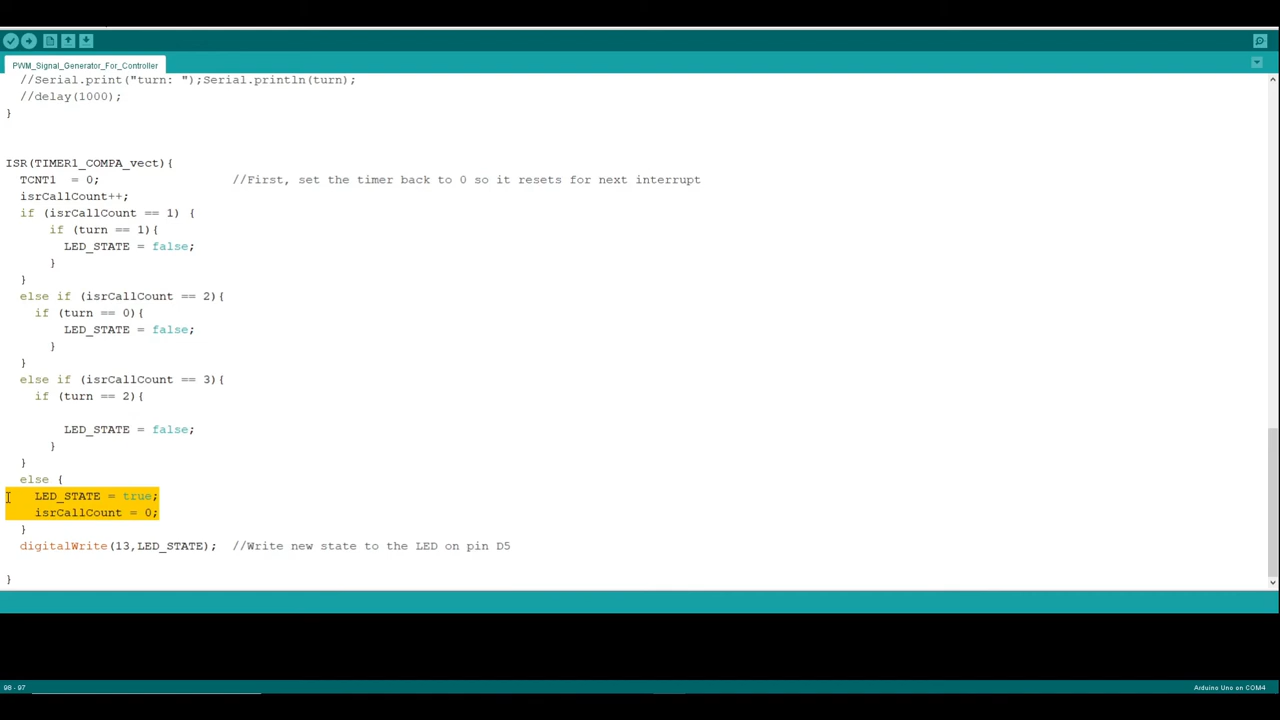 PWM_Signal_Generator_For_Controller
//Serial.print("turn: ");Serial.println(turn);
//delay(1000);
}
ISR(TIMER1_COMPA_vect){
TCNT1  = 0;                  //First, set the timer back to 0 so it resets for next interrupt
isrCallCount++;
if (isrCallCount == 1) {
if (turn == 1){
LED_STATE = false;
}
}
else if (isrCallCount == 2){
if (turn == 0){
LED_STATE = false;
}
}
else if (isrCallCount == 3){
if (turn == 2){
LED_STATE = false;
}
}
else {
LED_STATE = true;
isrCallCount = 0;
}
digitalWrite(13,LED_STATE);  //Write new state to the LED on pin D5
}
98 - 97
Arduino Uno on COM4